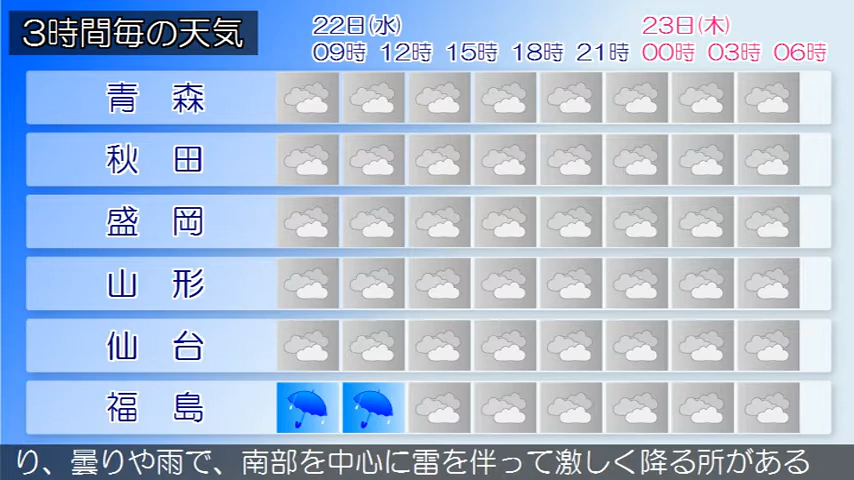 3時間毎の天気
22日(水) 23日(木)
09時 12時 15時 18時 21時 00時 03時 06時
青森
秋田
盛岡
山形
仙台
福島
り、曇りや雨で、南部を中心に雷を伴って激しく降る所がある